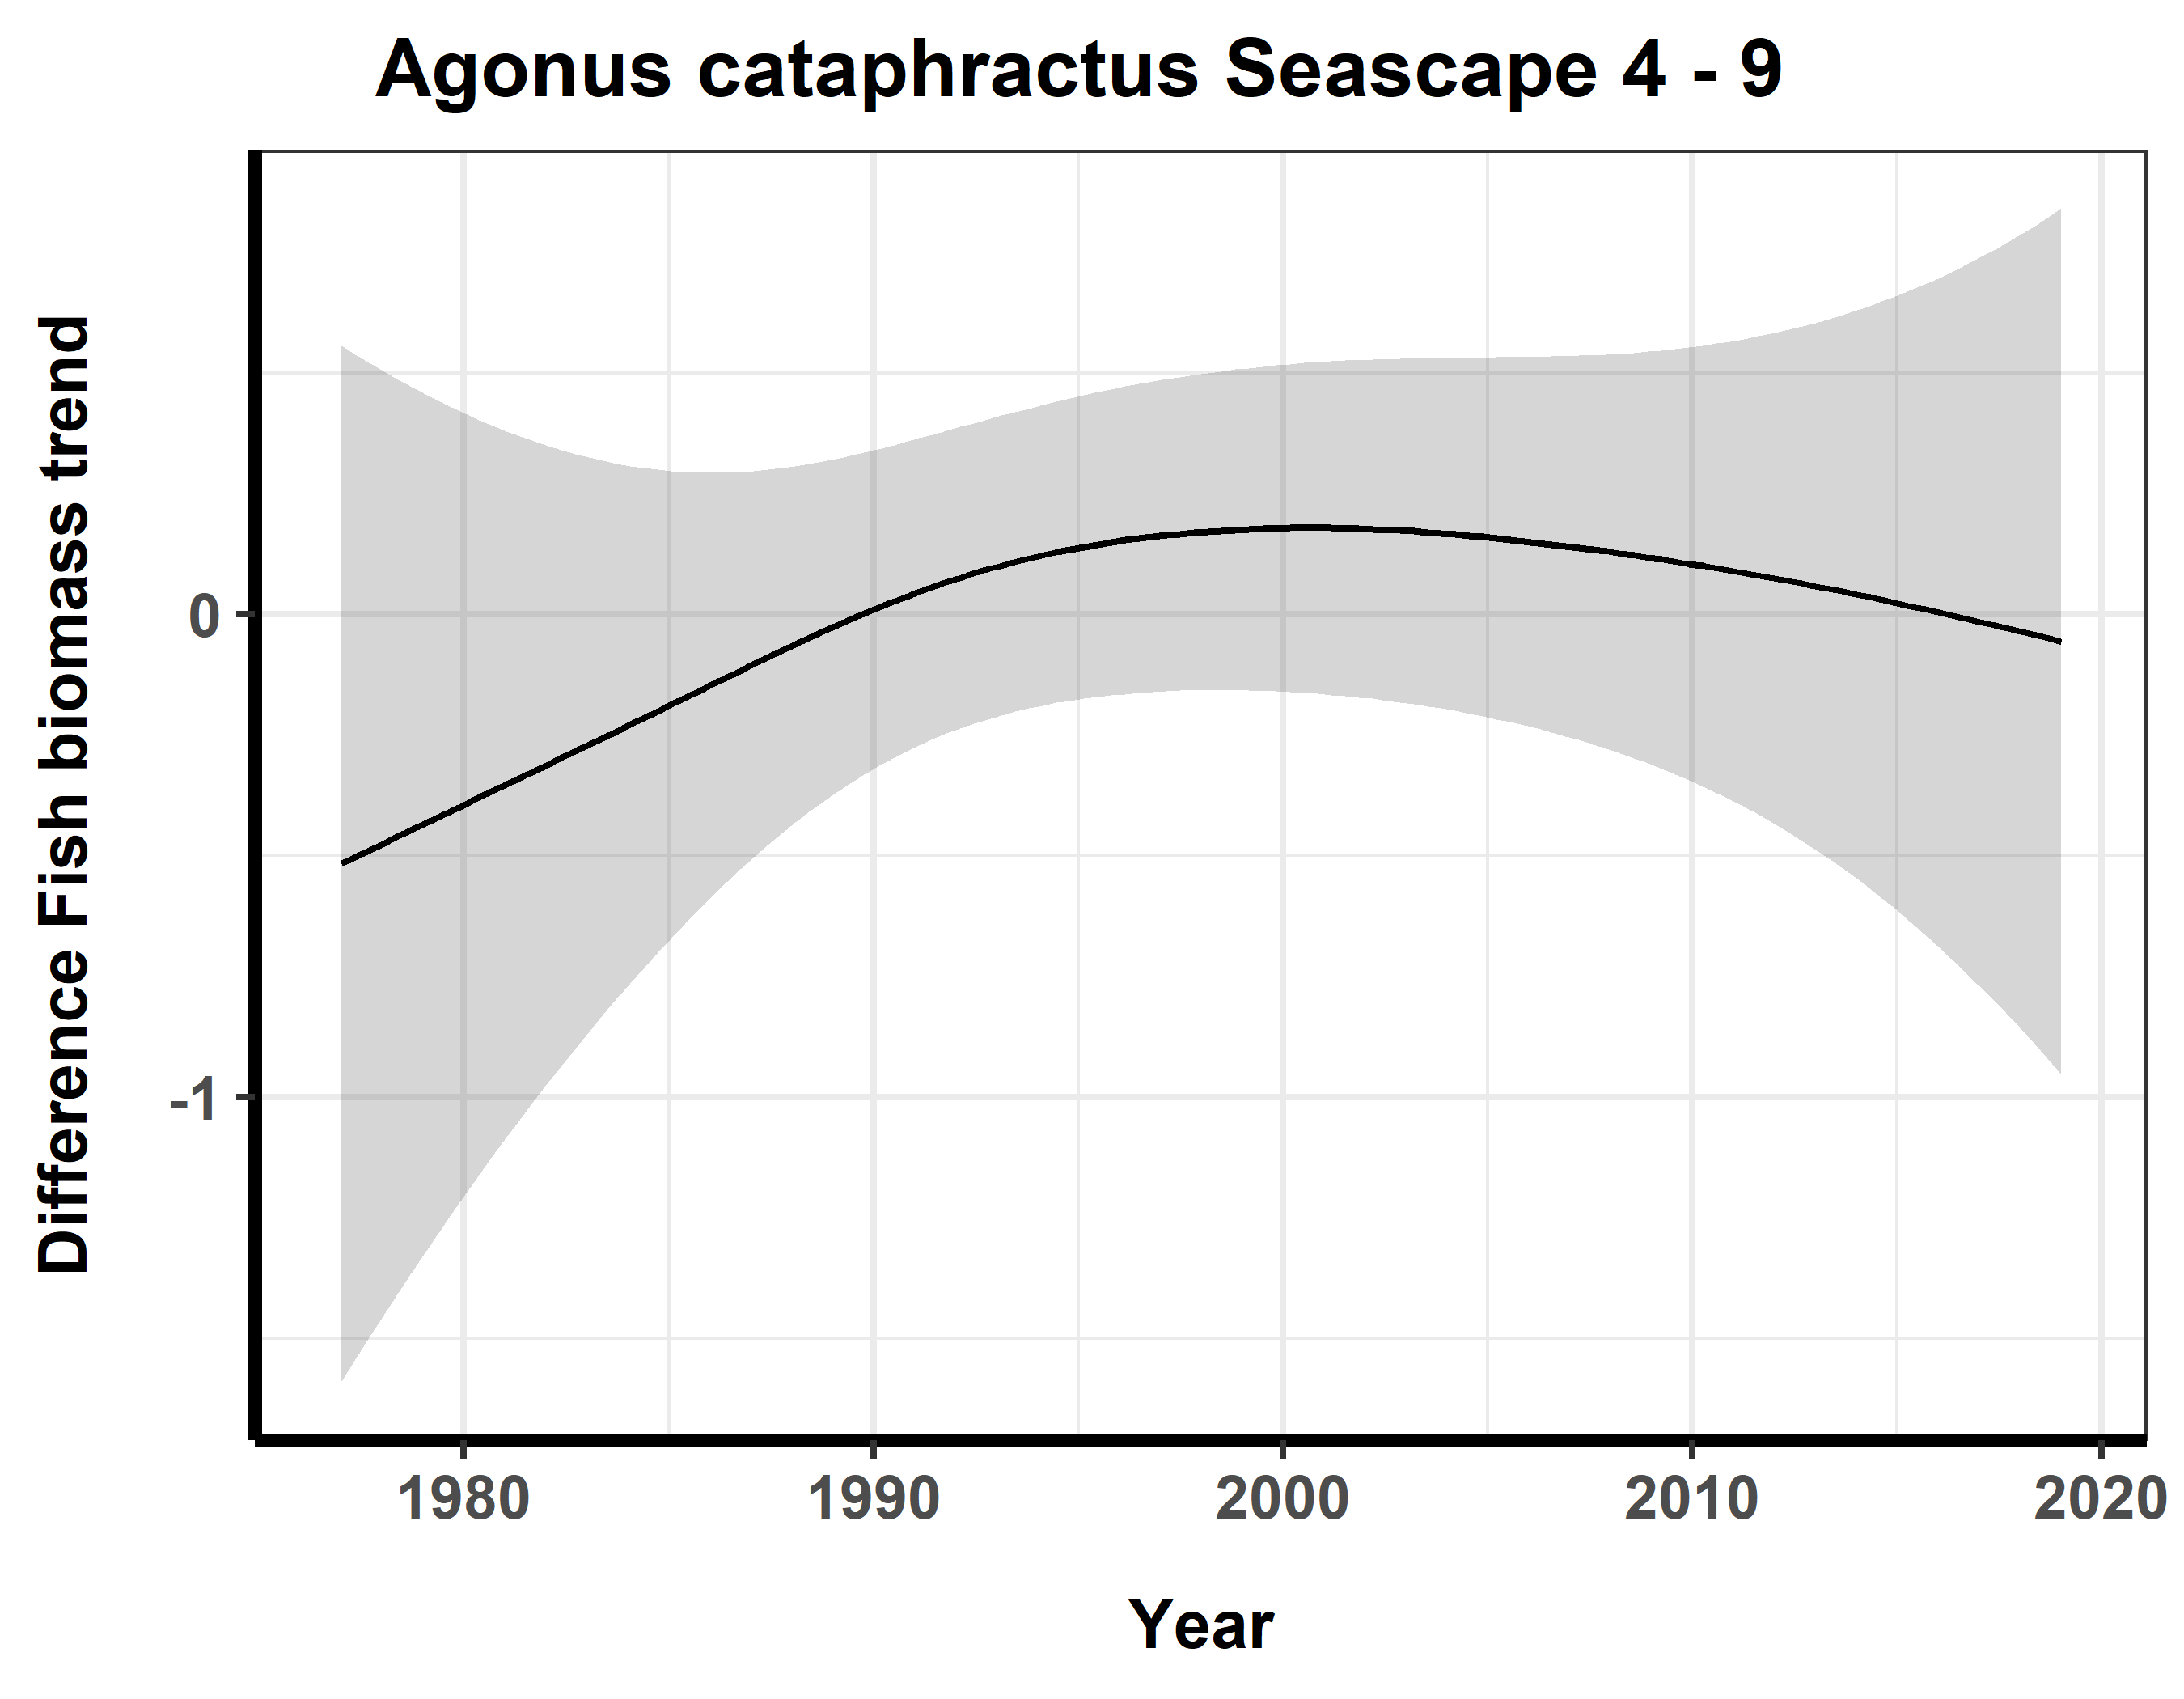 Agonus cataphractus Seascape 4 - 9
Difference Fish biomass trend
0
-1
1980
1990
2000
2010
2020
Year